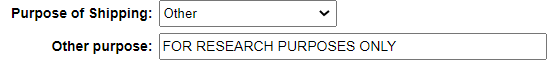 Purpose of Shipping: Other
Other purpose: FOR RESEARCH PURPOSES ONLY